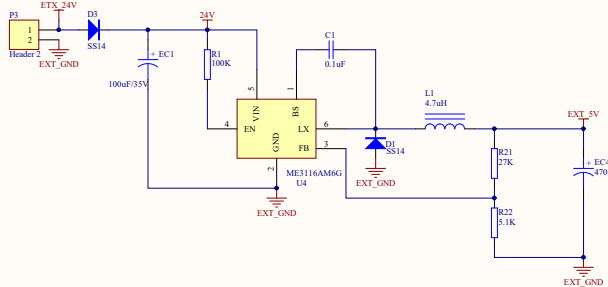 P3
ETX_24V
1
2
Header 2
EXT_GND
D3
SS14
+ EC1
100uF/35V
24V
R1
100K
5
VIN
1
BS
4
EN
LX
6
FB
3
GND
2
ME3116AM6G
U4
EXT_GND
C1
0.1uF
D1
SS14
EXT_GND
L1
4.7uH
EXT_5V
R21
27K
R22
5.1K
+ EC4
470
EXT_GND